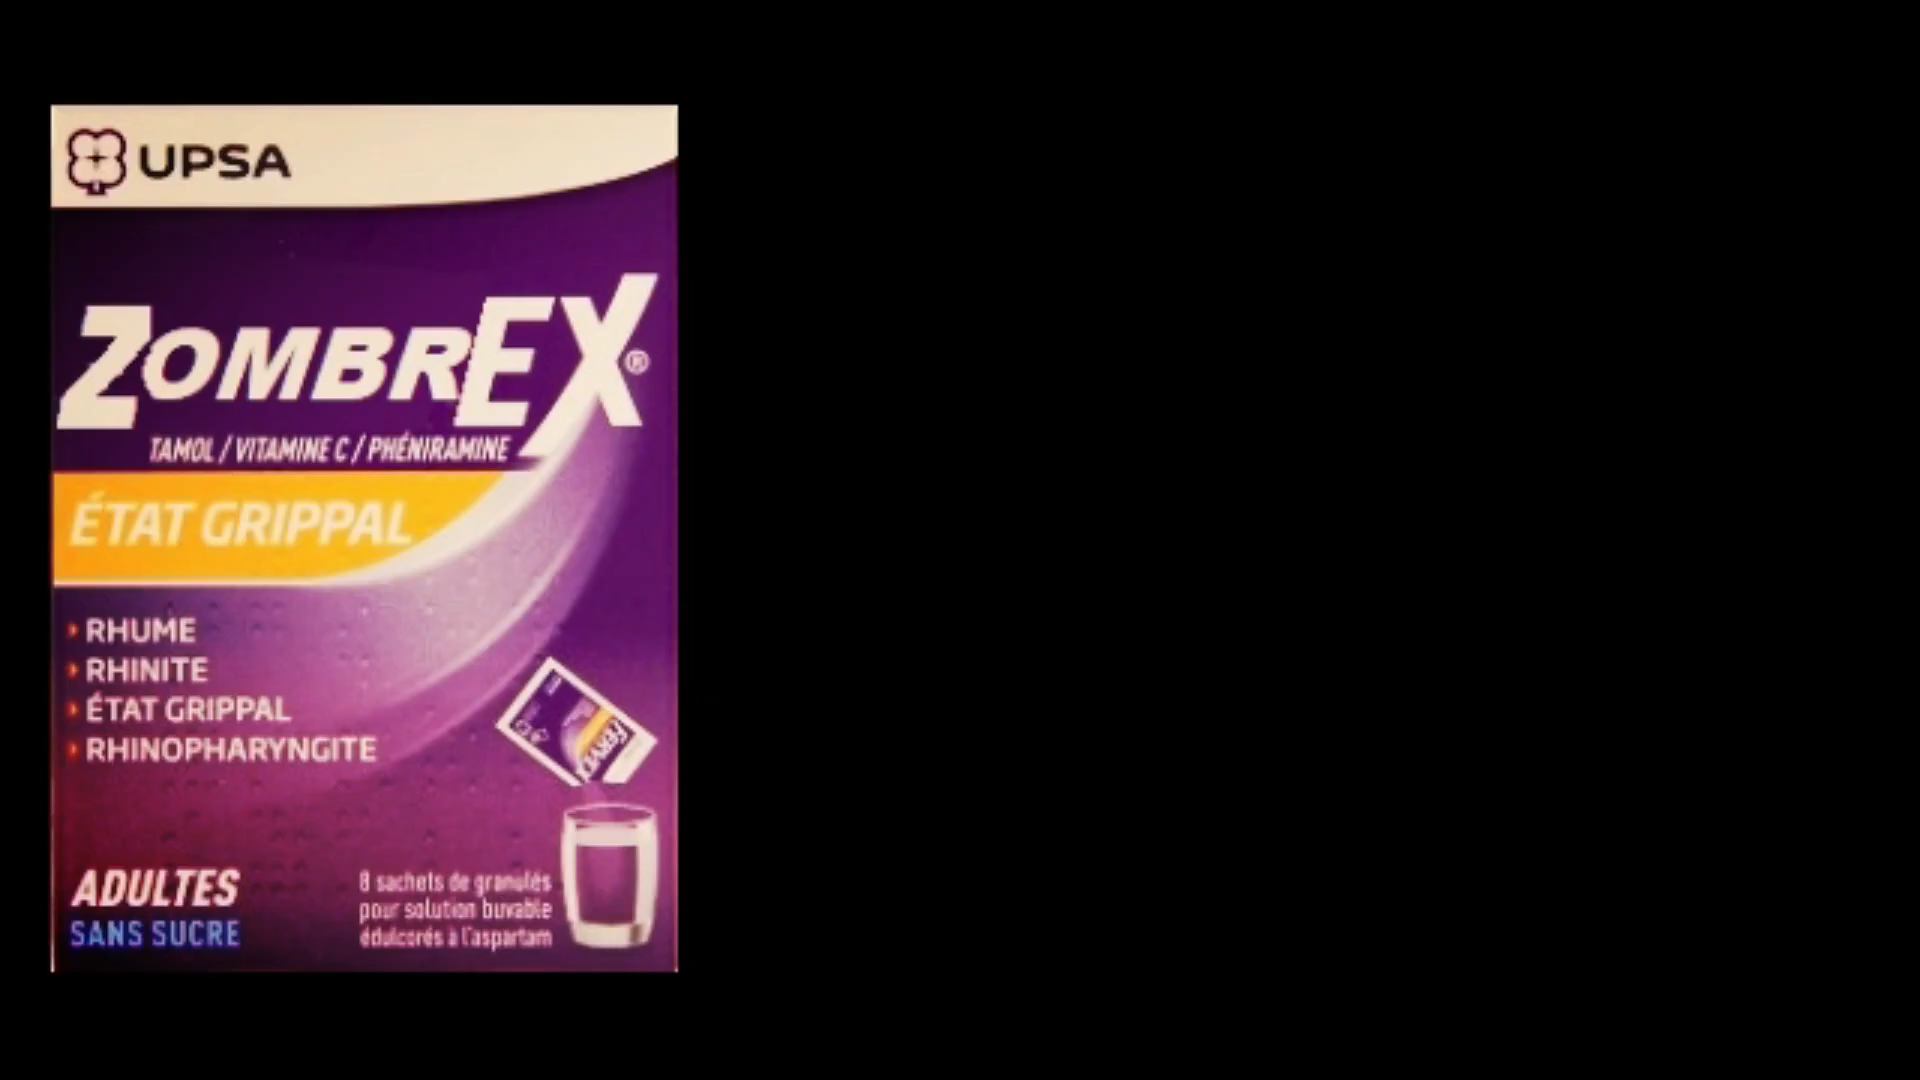 UPSA
ZOMBREX®
TAMOL / VITAMINE C / PHÉNIRAMINE
ÉTAT GRIPPAL
RHUME
RHINITE
ÉTAT GRIPPAL
RHINOPHARYNGITE
FERVEX
ADULTES
SANS SUCRE
8 sachets de granulés
pour solution buvable
édulcorés à l'aspartam